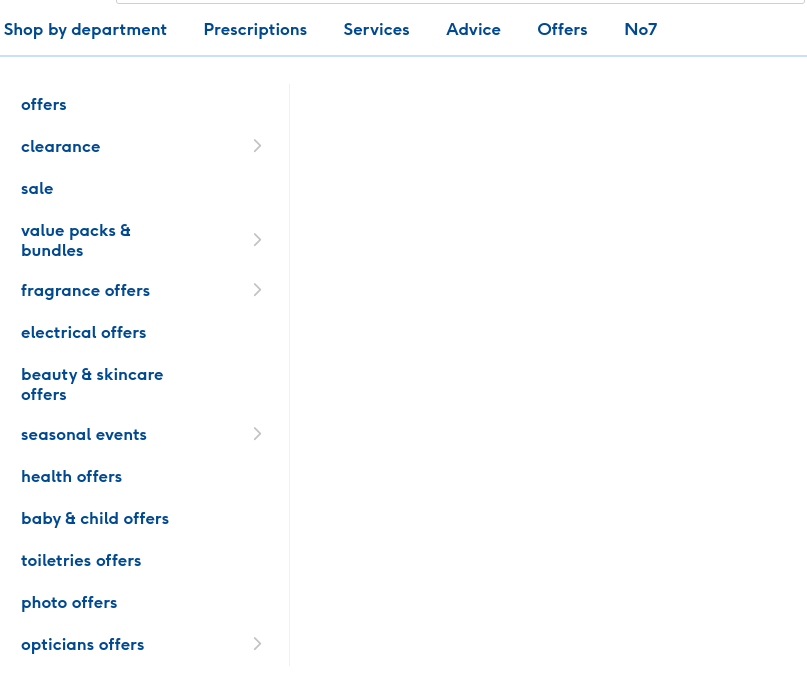 Shop by department Prescriptions Services Advice Offers No7
offers
clearance
sale
value packs &
bundles
fragrance offers
electrical offers
beauty & skincare
offers
seasonal events
health offers
baby & child offers
toiletries offers
photo offers
opticians offers